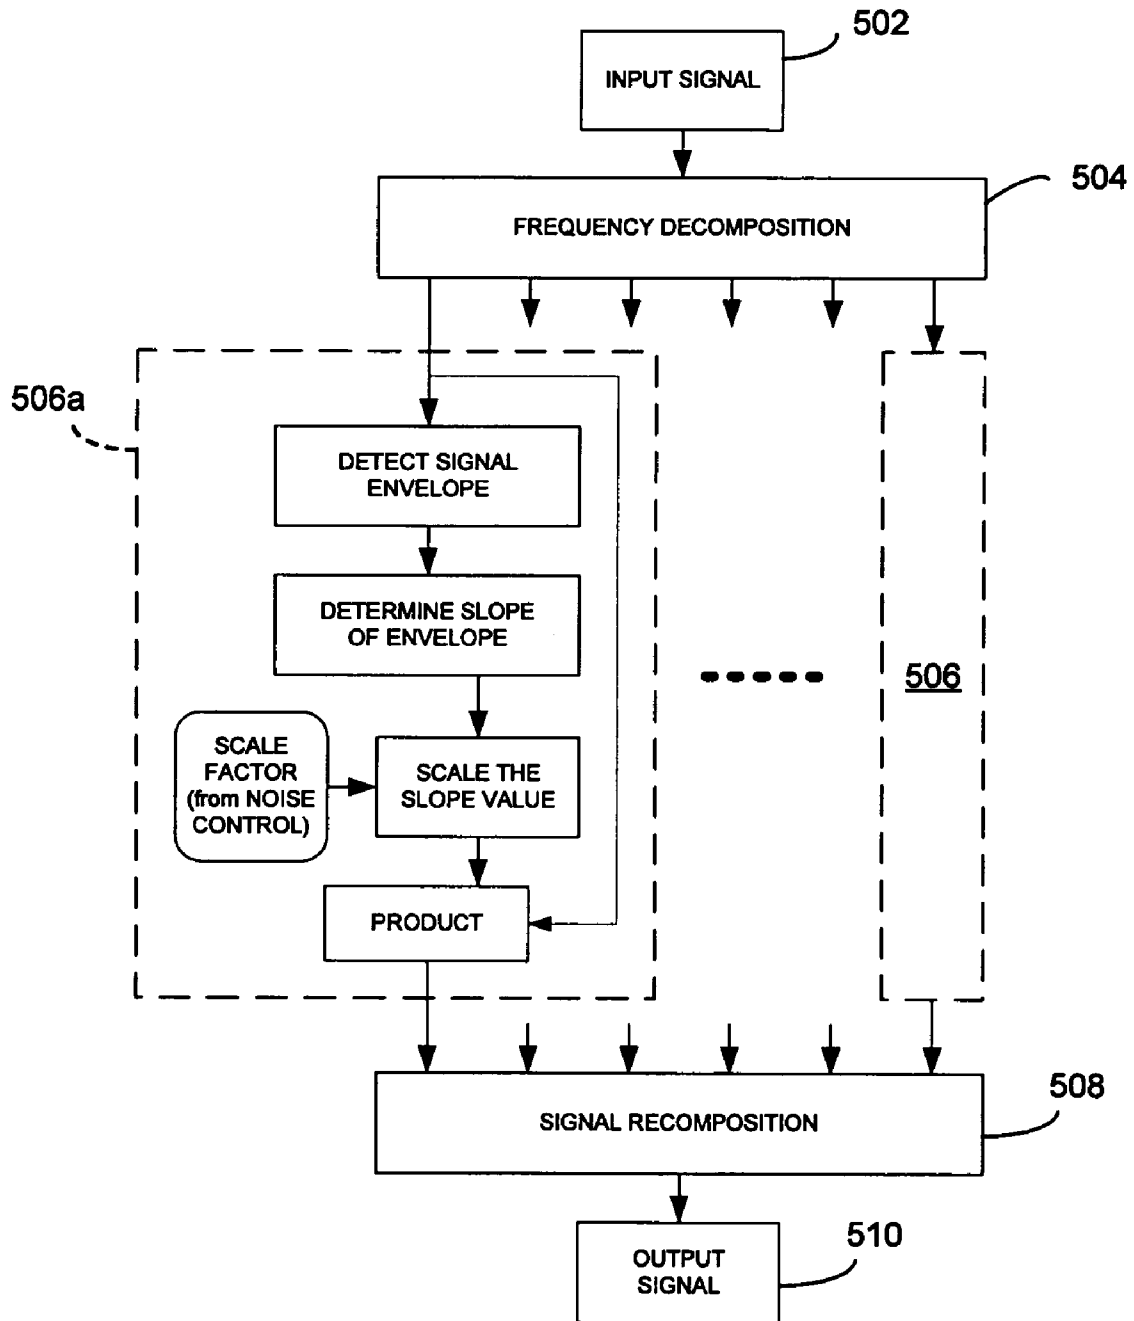 502
INPUT SIGNAL
504
FREQUENCY DECOMPOSITION
506a
DETECT SIGNAL
ENVELOPE
DETERMINE SLOPE
OF ENVELOPE
506
SCALE
FACTOR
(from NOISE
CONTROL)
SCALE THE
SLOPE VALUE
PRODUCT
508
SIGNAL RECOMPOSITION
510
OUTPUT
SIGNAL